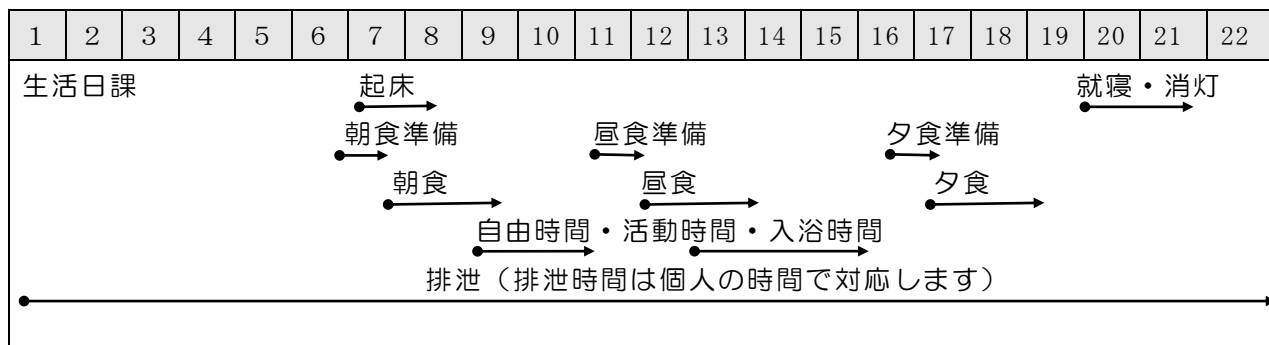 1 2 3 4 5 6 7 8 9 10 11 12 13 14 15 16 17 18 19 20 21 22
生活日課 起床 就寝・消灯
朝食準備 昼食準備 夕食準備
朝食 昼食 夕食
自由時間・活動時間・入浴時間
排泄（排泄時間は個人の時間で対応します）